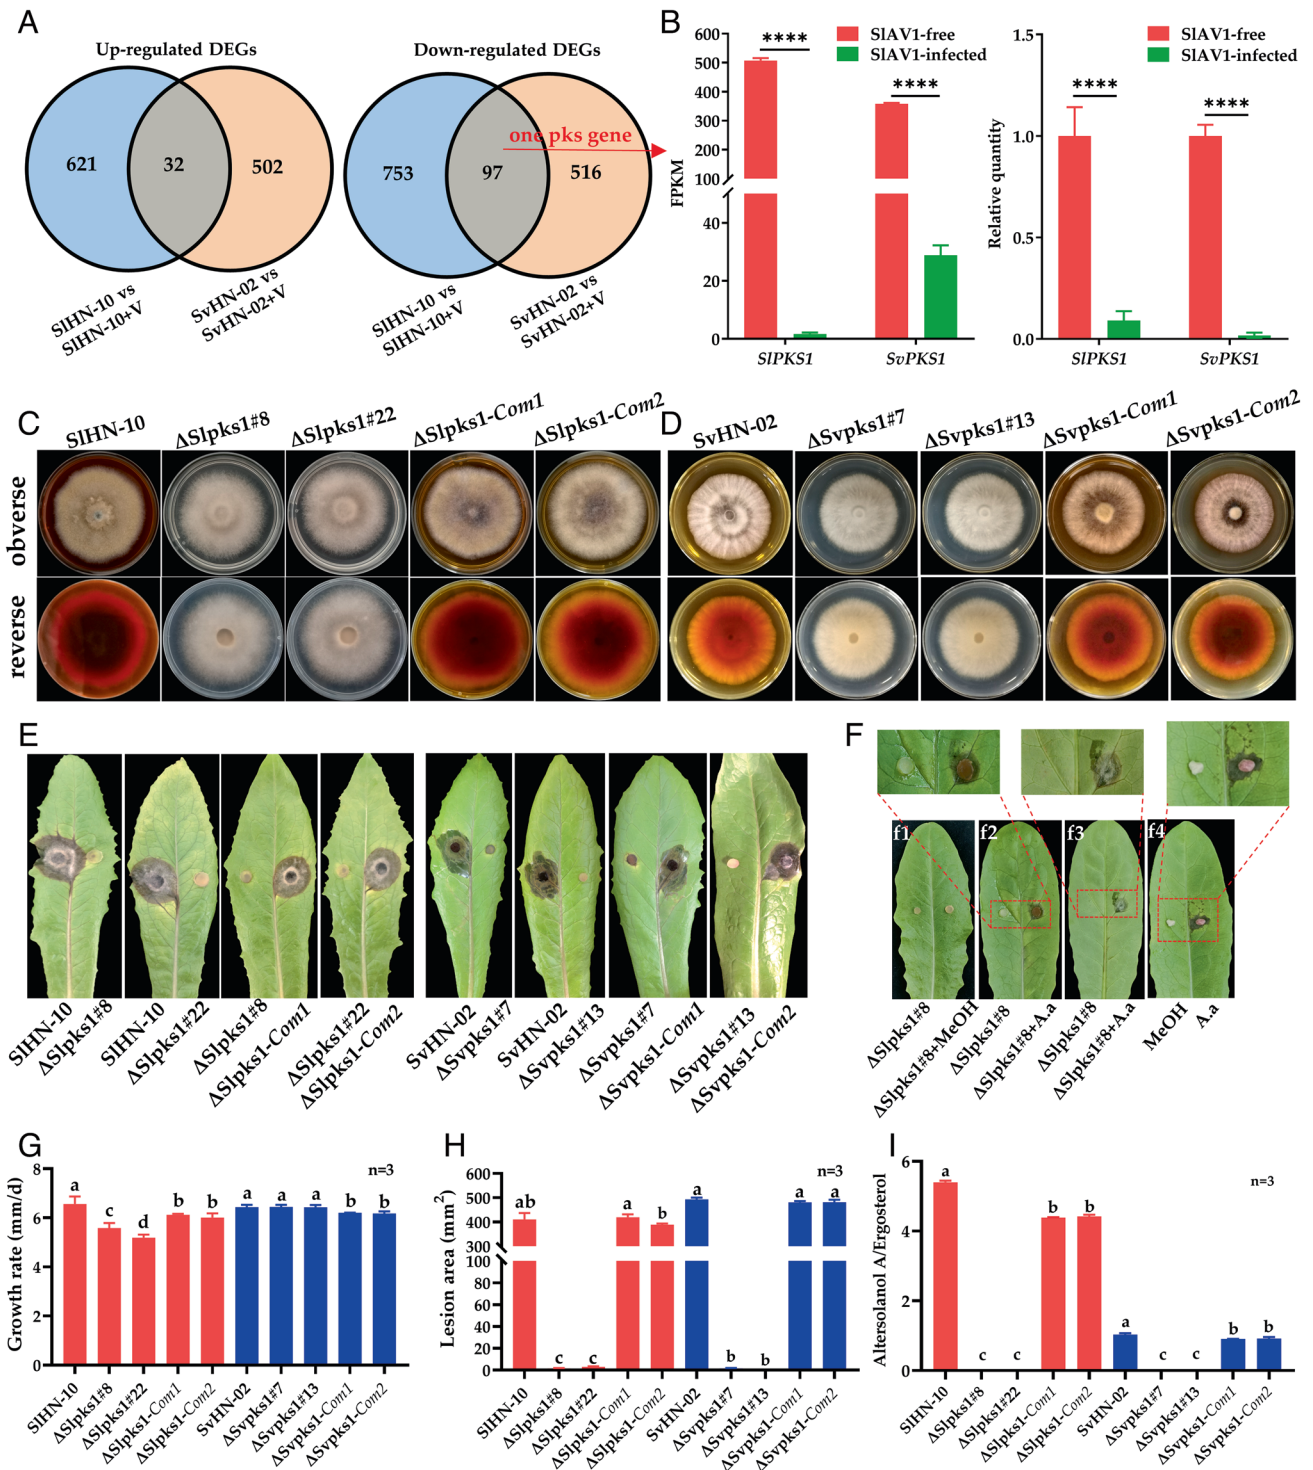 A
Up-regulated DEGs
621
32
502
SlHN-10 vs
SlHN-10+V
SvHN-02 vs
SvHN-02+V
Down-regulated DEGs
one pks gene
753
97
516
SlHN-10 vs
SlHN-10+V
SvHN-02 vs
SvHN-02+V
B
SlAV1-free
SlAV1-infected
FPKM
600
500
400
300
200
100
40
20
0
****
****
SlPKS1
SvPKS1
SlAV1-free
SlAV1-infected
Relative quantity
1.5
1.0
0.5
0.0
****
****
SlPKS1
SvPKS1
C
SlHN-10
ΔSlpks1#8
ΔSlpks1#22
ΔSlpks1-Com1
ΔSlpks1-Com2
obverse
reverse
D
SvHN-02
ΔSvpks1#7
ΔSvpks1#13
ΔSvpks1-Com1
ΔSvpks1-Com2
E
SlHN-10
ΔSlpks1#8
SlHN-10
ΔSlpks1#22
ΔSlpks1#8
ΔSlpks1-Com1
ΔSlpks1#22
ΔSlpks1-Com2
SvHN-02
ΔSvpks1#7
SvHN-02
ΔSvpks1#13
ΔSvpks1#7
ΔSvpks1-Com1
ΔSvpks1#13
ΔSvpks1-Com2
F
f1
f2
f3
f4
ΔSlpks1#8
ΔSlpks1#8+MeOH
ΔSlpks1#8
ΔSlpks1#8+A.a
ΔSlpks1#8
ΔSlpks1#8+A.a
MeOH
A.a
G
Growth rate (mm/d)
8
6
4
2
0
n=3
a
c
d
b
b
a
a
a
b
b
SlHN-10
ΔSlpks1#8
ΔSlpks1#22
ΔSlpks1-Com1
ΔSlpks1-Com2
SvHN-02
ΔSvpks1#7
ΔSvpks1#13
ΔSvpks1-Com1
ΔSvpks1-Com2
H
Lesion area (mm²)
600
500
400
300
100
80
60
40
20
0
n=3
ab
c
c
a
b
a
b
b
a
a
SlHN-10
ΔSlpks1#8
ΔSlpks1#22
ΔSlpks1-Com1
ΔSlpks1-Com2
SvHN-02
ΔSvpks1#7
ΔSvpks1#13
ΔSvpks1-Com1
ΔSvpks1-Com2
I
Altersolanol A/Ergosterol
6
4
2
0
n=3
a
c
c
b
b
a
c
c
b
b
SlHN-10
ΔSlpks1#8
ΔSlpks1#22
ΔSlpks1-Com1
ΔSlpks1-Com2
SvHN-02
ΔSvpks1#7
ΔSvpks1#13
ΔSvpks1-Com1
ΔSvpks1-Com2